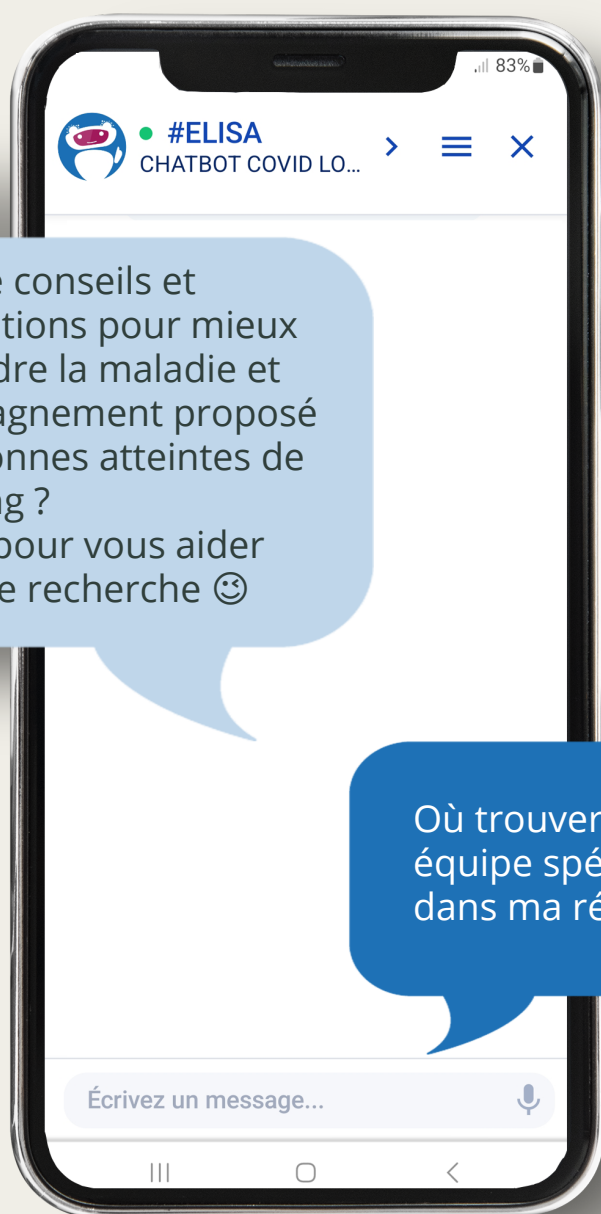 83%
#ELISA
CHATBOT COVID LO...
conseils et
tions pour mieux
dre la maladie et
agnement proposé
onnes atteintes de
g ?
pour vous aider
e recherche 😉
Où trouver
équipe spé
dans ma ré
Écrivez un message...